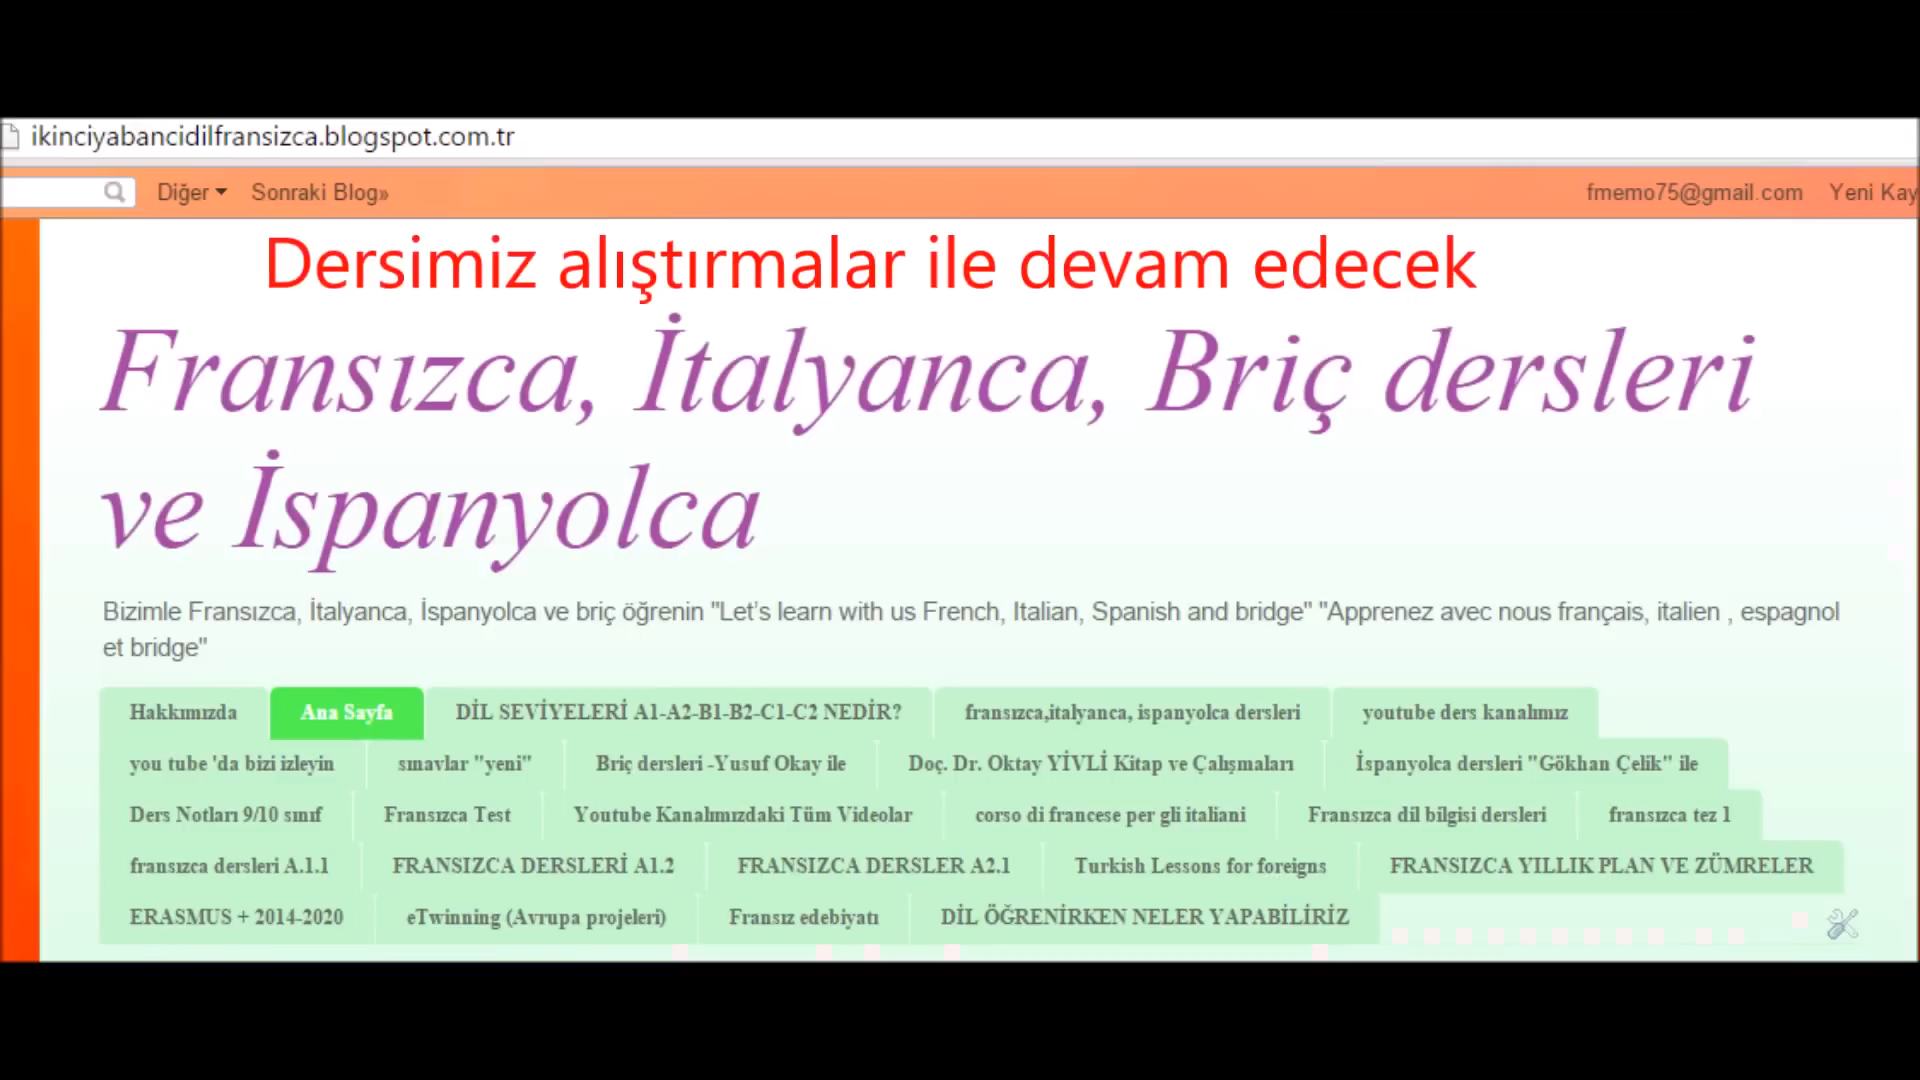 ikinciyabancidilfransizca.blogspot.com.tr
Diğer Sonraki Blog» fmemo75@gmail.com Yeni Kay
Dersimiz alıştırmalar ile devam edecek
Fransızca, İtalyanca, Briç dersleri
ve İspanyolca
Bizimle Fransızca, İtalyanca, İspanyolca ve briç öğrenin "Let's learn with us French, Italian, Spanish and bridge" "Apprenez avec nous français, italien , espagnol
et bridge"
Hakkımızda Ana Sayfa DİL SEVİYELERİ A1-A2-B1-B2-C1-C2 NEDİR? fransızca,italyanca, ispanyolca dersleri youtube ders kanalımız
you tube 'da bizi izleyin sınavlar "yeni" Briç dersleri -Yusuf Okay ile Doç. Dr. Oktay YİVLİ Kitap ve Çalışmaları İspanyolca dersleri "Gökhan Çelik" ile
Ders Notları 9/10 sınıf Fransızca Test Youtube Kanalımızdaki Tüm Videolar corso di francese per gli italiani Fransızca dil bilgisi dersleri fransızca tez 1
fransızca dersleri A.1.1 FRANSIZCA DERSLERİ A1.2 FRANSIZCA DERSLER A2.1 Turkish Lessons for foreigns FRANSIZCA YILLIK PLAN VE ZÜMRELER
ERASMUS + 2014-2020 eTwinning (Avrupa projeleri) Fransız edebiyatı DİL ÖĞRENİRKEN NELER YAPABİLİRİZ